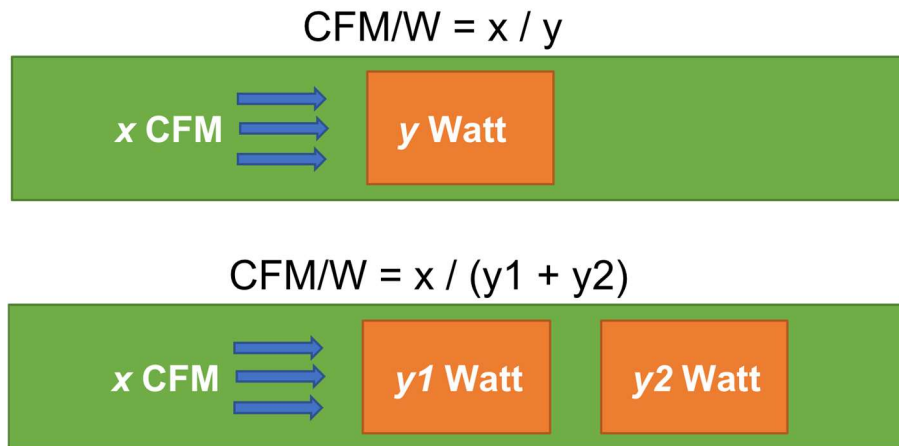 CFM/W = x / y
x CFM
y Watt
CFM/W = x / (y1 + y2)
x CFM
y1 Watt
y2 Watt